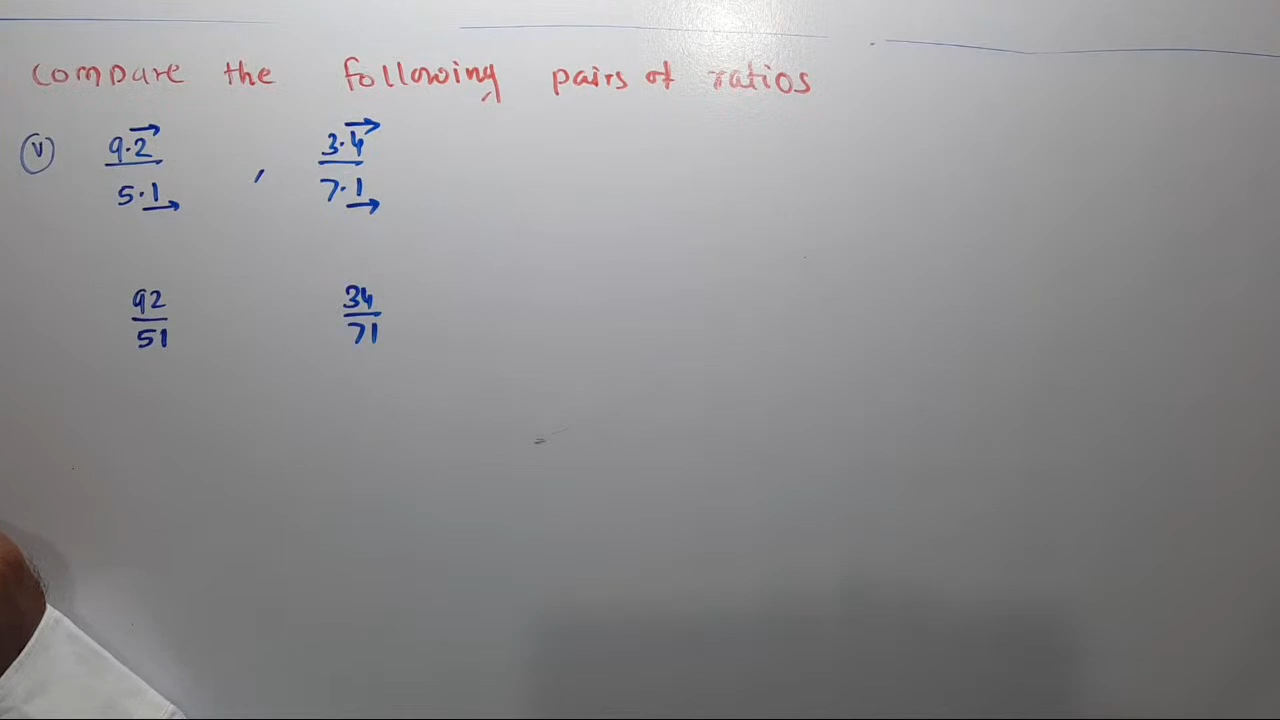 compare the following pairs of ratios
(v) 9.2/5.1 , 3.4/7.1
92/51 34/71